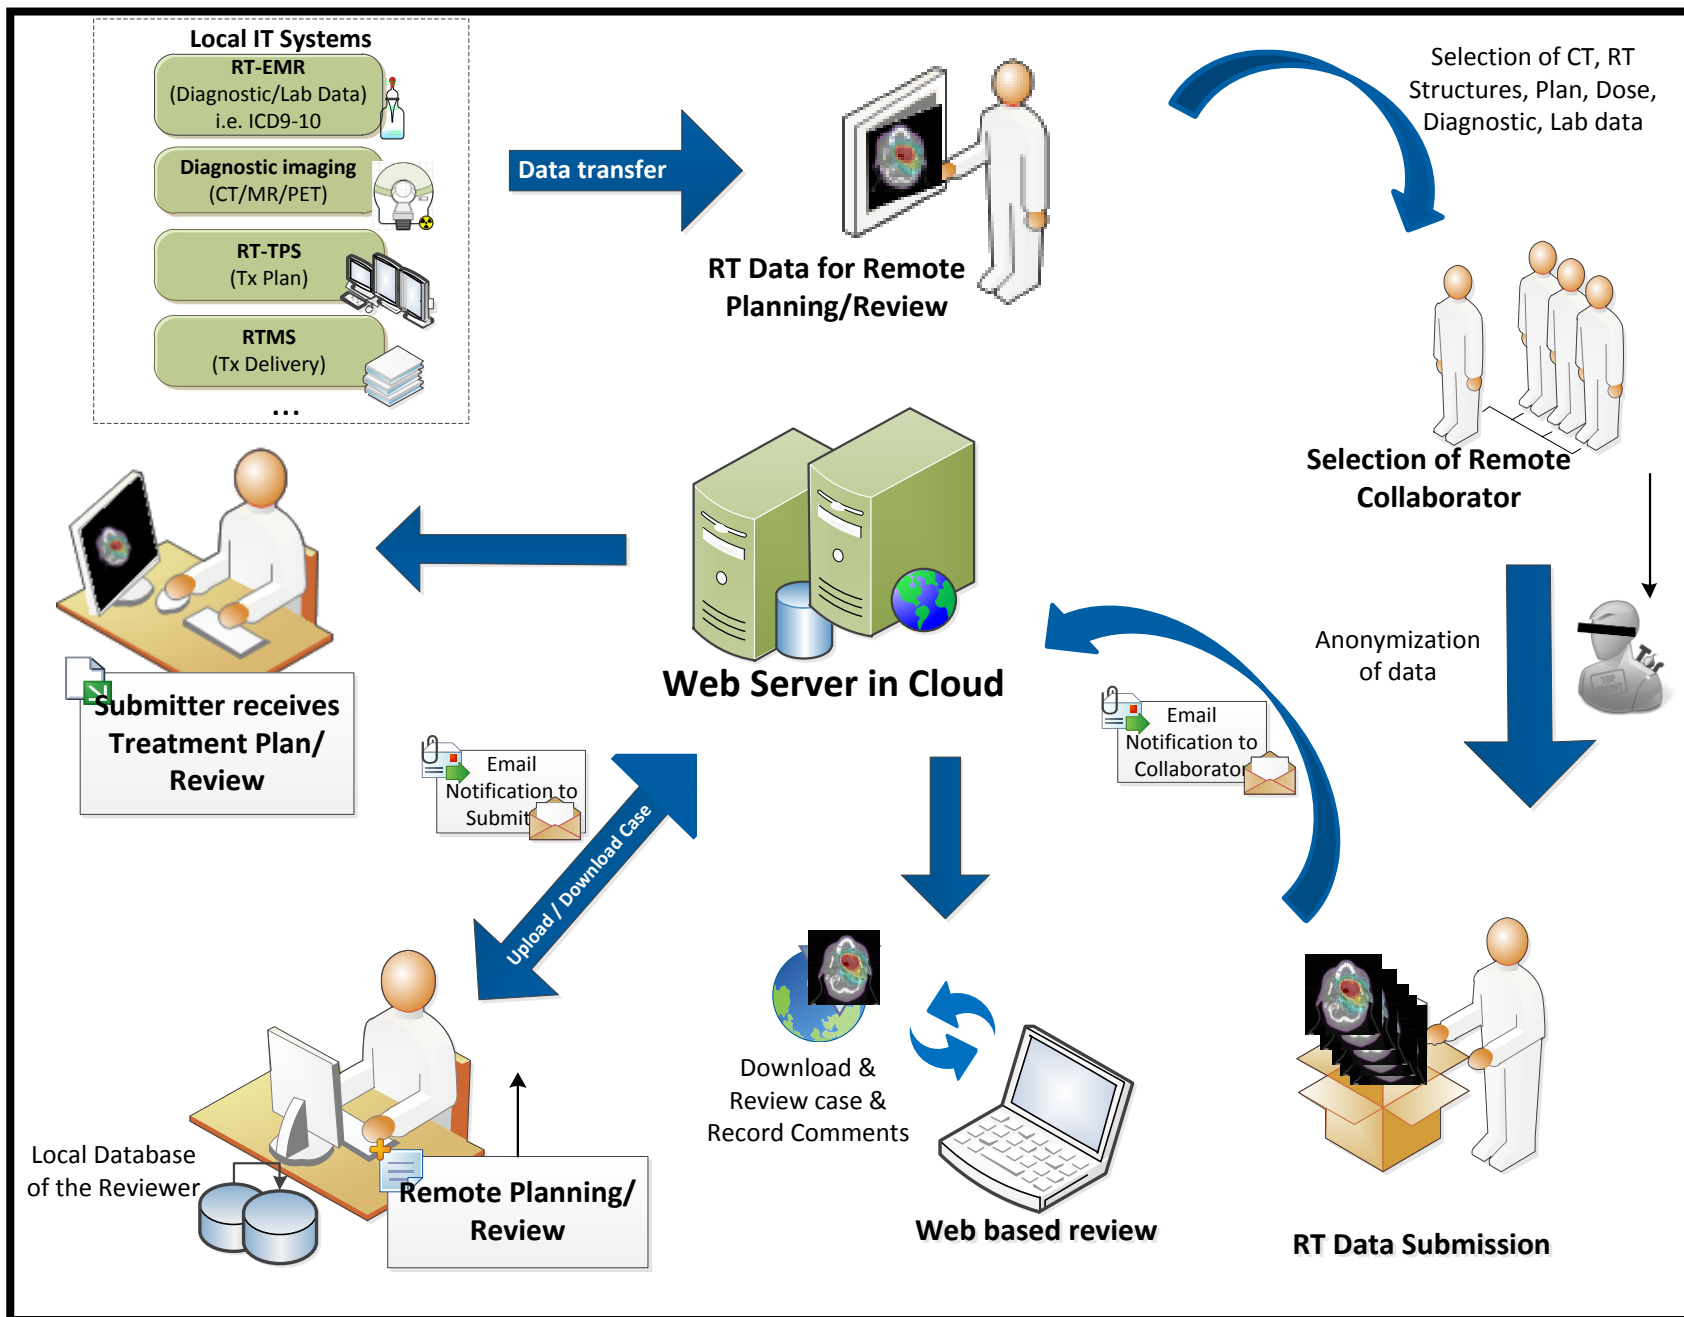 Local IT Systems
RT-EMR
(Diagnostic/Lab Data)
i.e. ICD9-10
Diagnostic imaging
(CT/MR/PET)
RT-TPS
(Tx Plan)
RTMS
(Tx Delivery)
...
Data transfer
RT Data for Remote
Planning/Review
Selection of CT, RT
Structures, Plan, Dose,
Diagnostic, Lab data
Selection of Remote
Collaborator
Anonymization
of data
TOP
SECRET
Tor
Web Server in Cloud
Submitter receives
Treatment Plan/
Review
Email
Notification to
Submit
Email
Notification to
Collaborator
Upload / Download Case
Download &
Review case &
Record Comments
Local Database
of the Reviewer
Remote Planning/
Review
Web based review
RT Data Submission